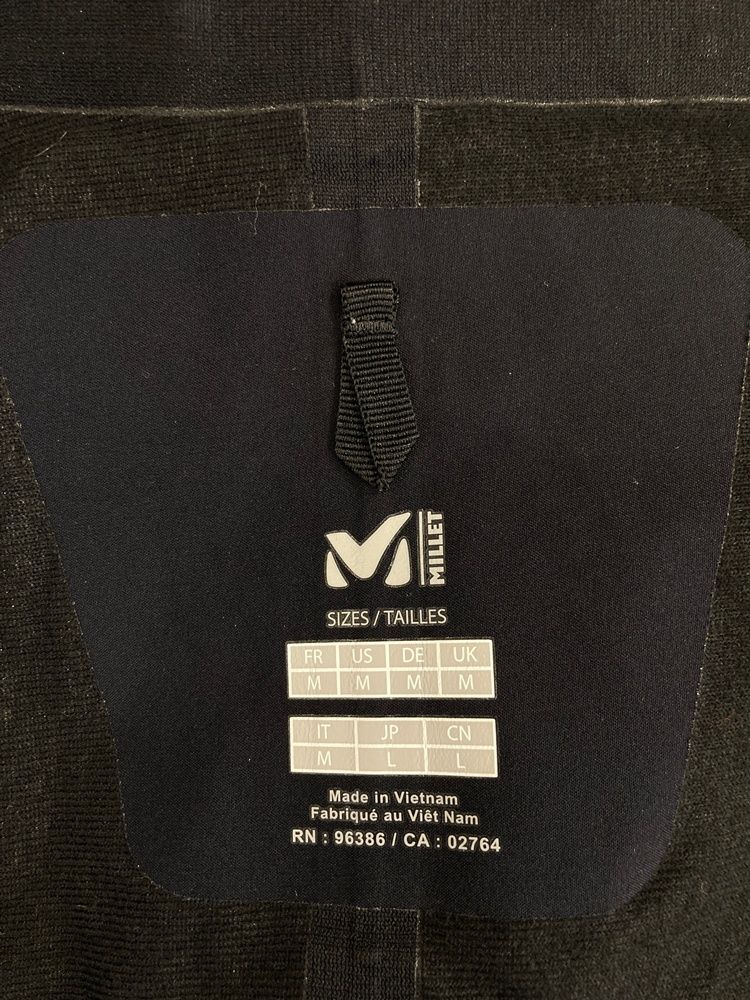 MILLET
SIZES / TAILLES
FR US DE UK
M M M M
IT JP CN
M L L
Made in Vietnam
Fabriqué au Viêt Nam
RN : 96386 / CA : 02764